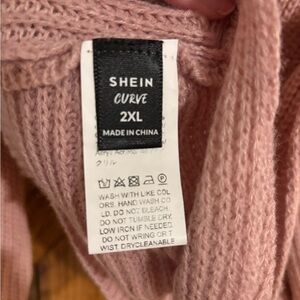 SHEIN
CURVE
2XL
MADE IN CHINA
WASH WITH LIKE COL
ORS. HAND WASH CO
LD. DO NOT BLEACH.
DO NOT TUMBLE CRY.
LOW IRON IF NEEDED.
DO NOT WRING OR T
WIST. DRYCLEANABLE